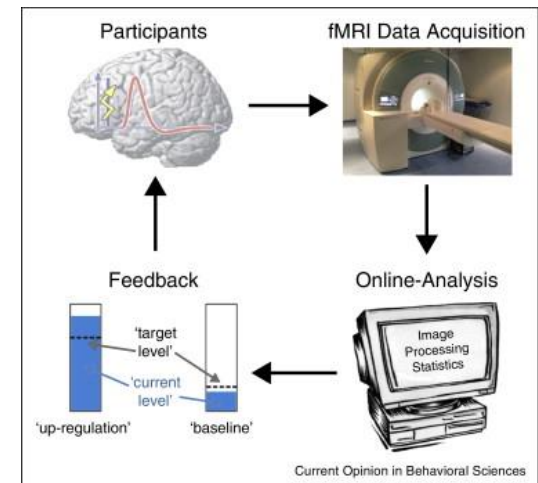 Participants
fMRI Data Acquisition
Feedback
Online-Analysis
'target
level'
'current
level'
'up-regulation'
'baseline'
Image
Processing
Statistics
Current Opinion in Behavioral Sciences